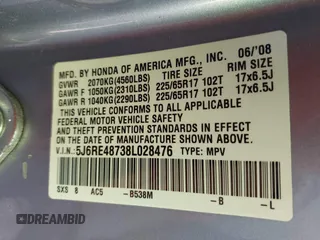 MFD. BY HONDA OF AMERICA MFG., INC. 06/'08
GVWR 2070KG(4560LBS) TIRE SIZE RIM SIZE
GAWR F 1050KG(2310LBS) 225/65R17 102T 17x6.5J
GAWR R 1040KG(2290LBS) 225/65R17 102T 17x6.5J
THIS VEHICLE CONFORMS TO ALL APPLICABLE
FEDERAL MOTOR VEHICLE SAFETY STANDARDS
IN EFFECT ON THE DATE OF MANUFACTURE SHOWN ABOVE.
V.I.N.: 5J6RE48738L028476 TYPE: MPV
SXS 8 AC5 -B538M -B -L
DREAMBID